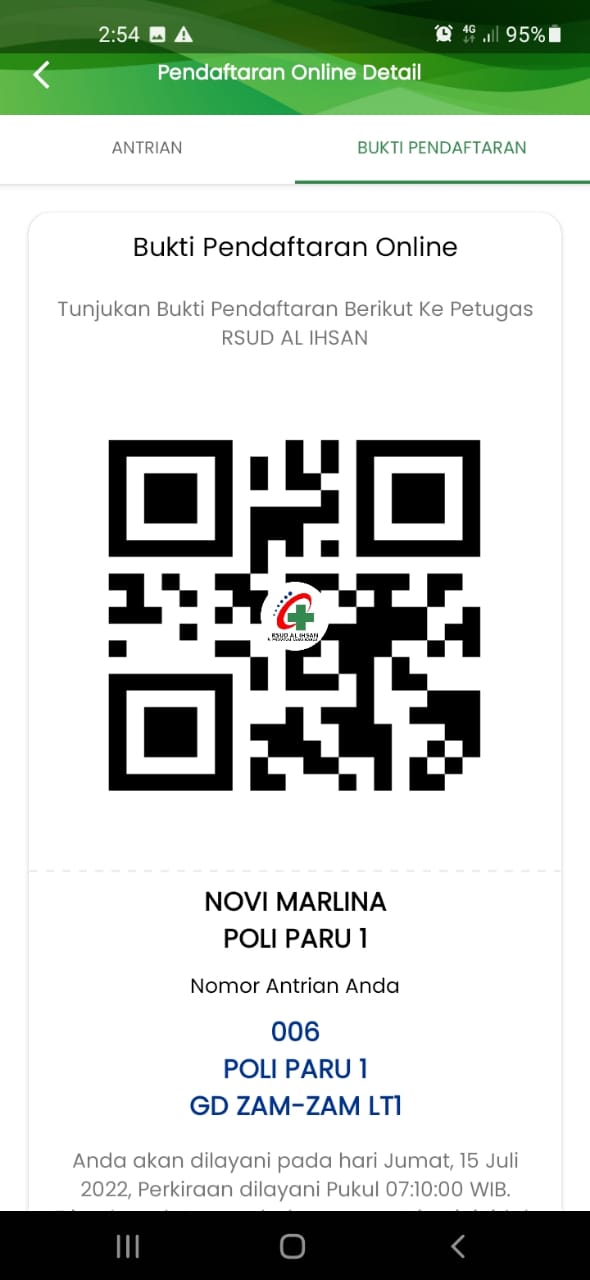 2:54
4G
95%
Pendaftaran Online Detail
ANTRIAN
BUKTI PENDAFTARAN
Bukti Pendaftaran Online
Tunjukan Bukti Pendaftaran Berikut Ke Petugas
RSUD AL IHSAN
RSUD AL IHSAN
NOVI MARLINA
POLI PARU 1
Nomor Antrian Anda
006
POLI PARU 1
GD ZAM-ZAM LT1
Anda akan dilayani pada hari Jumat, 15 Juli
2022, Perkiraan dilayani Pukul 07:10:00 WIB.